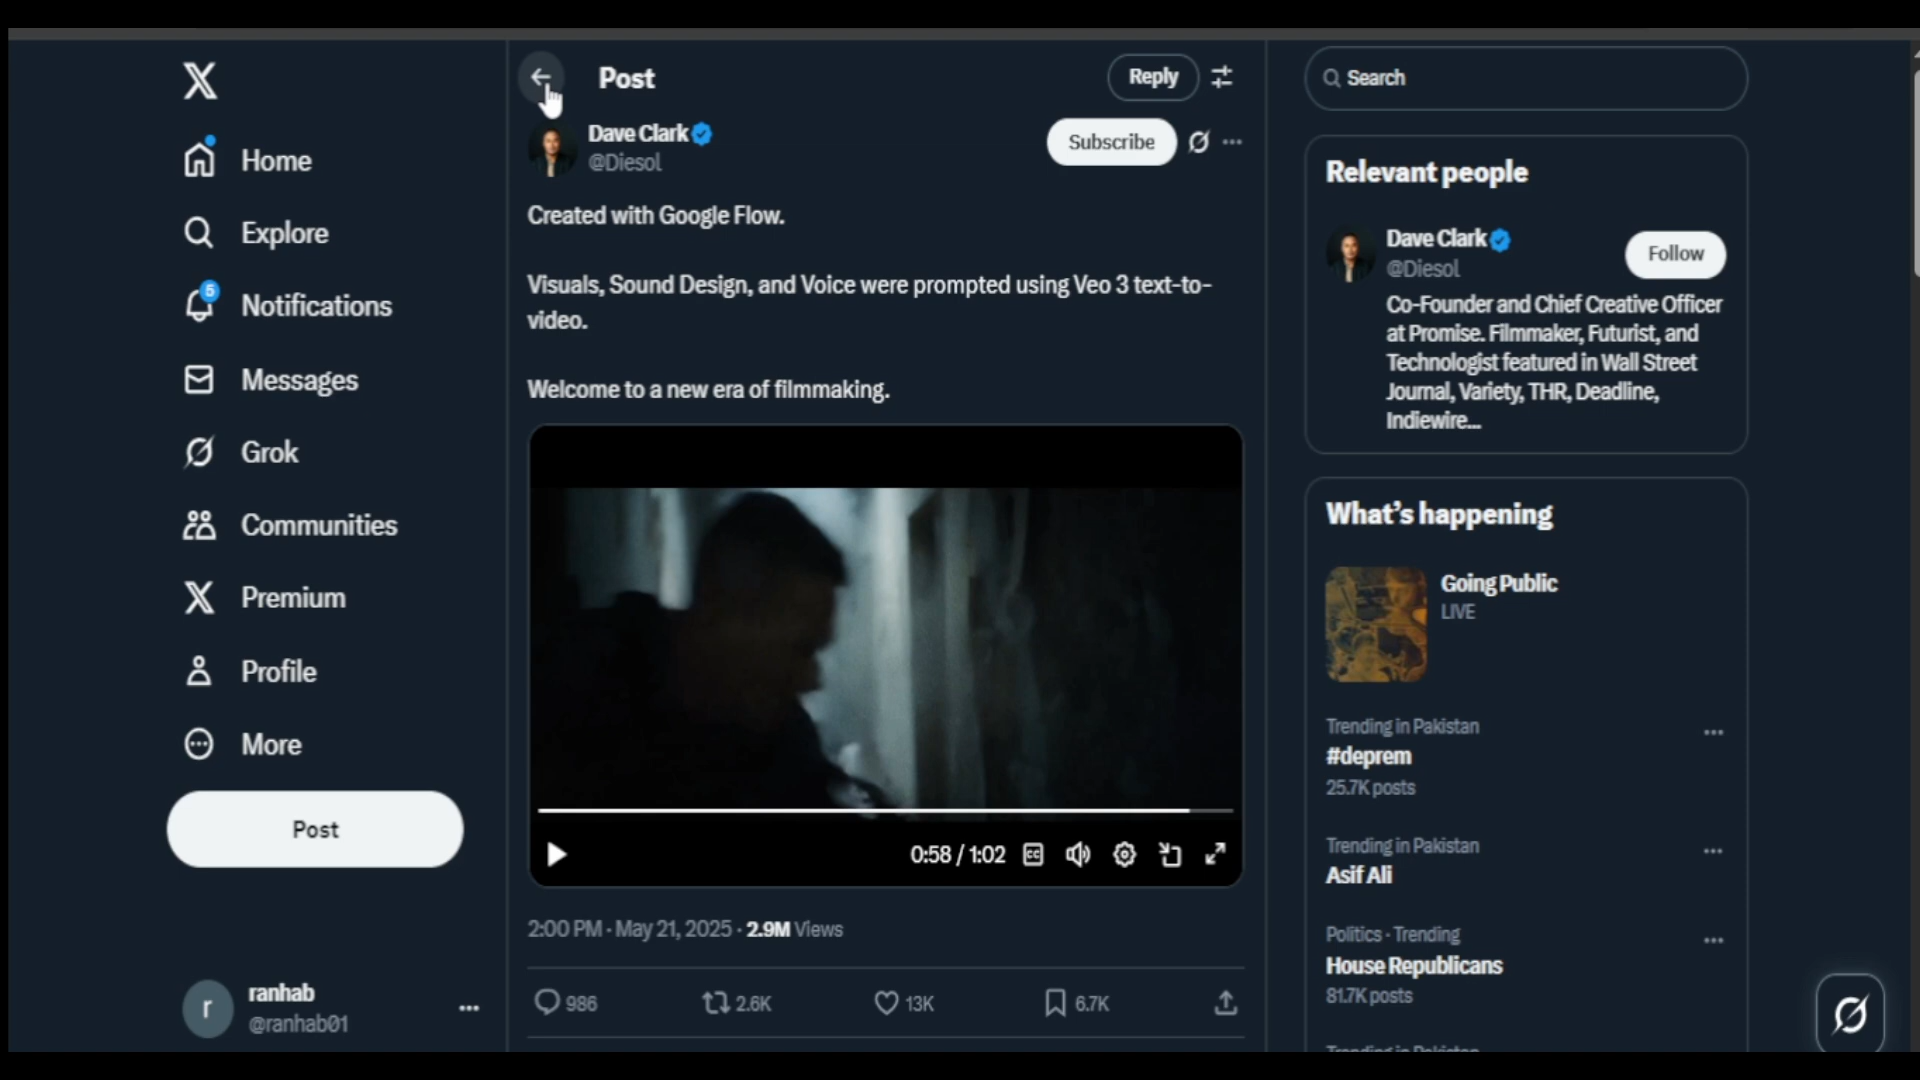 Home
Explore
5
Notifications
Messages
Grok
Communities
Premium
Profile
More
Post
r
ranhab
@ranhab01
Post
Reply
Dave Clark
@Diesol
Subscribe
Created with Google Flow.
Visuals, Sound Design, and Voice were prompted using Veo 3 text-to-
video.
Welcome to a new era of filmmaking.
0:58 / 1:02
CC
2:00 PM · May 21, 2025 · 2.9M Views
986
2.6K
13K
6.7K
Search
Relevant people
Dave Clark
@Diesol
Follow
Co-Founder and Chief Creative Officer
at Promise. Filmmaker, Futurist, and
Technologist featured in Wall Street
Journal, Variety, THR, Deadline,
Indiewire...
What's happening
Going Public
LIVE
Trending in Pakistan
#deprem
25.7K posts
Trending in Pakistan
Asif Ali
Politics · Trending
House Republicans
81.7K posts
Trending in Pakistan